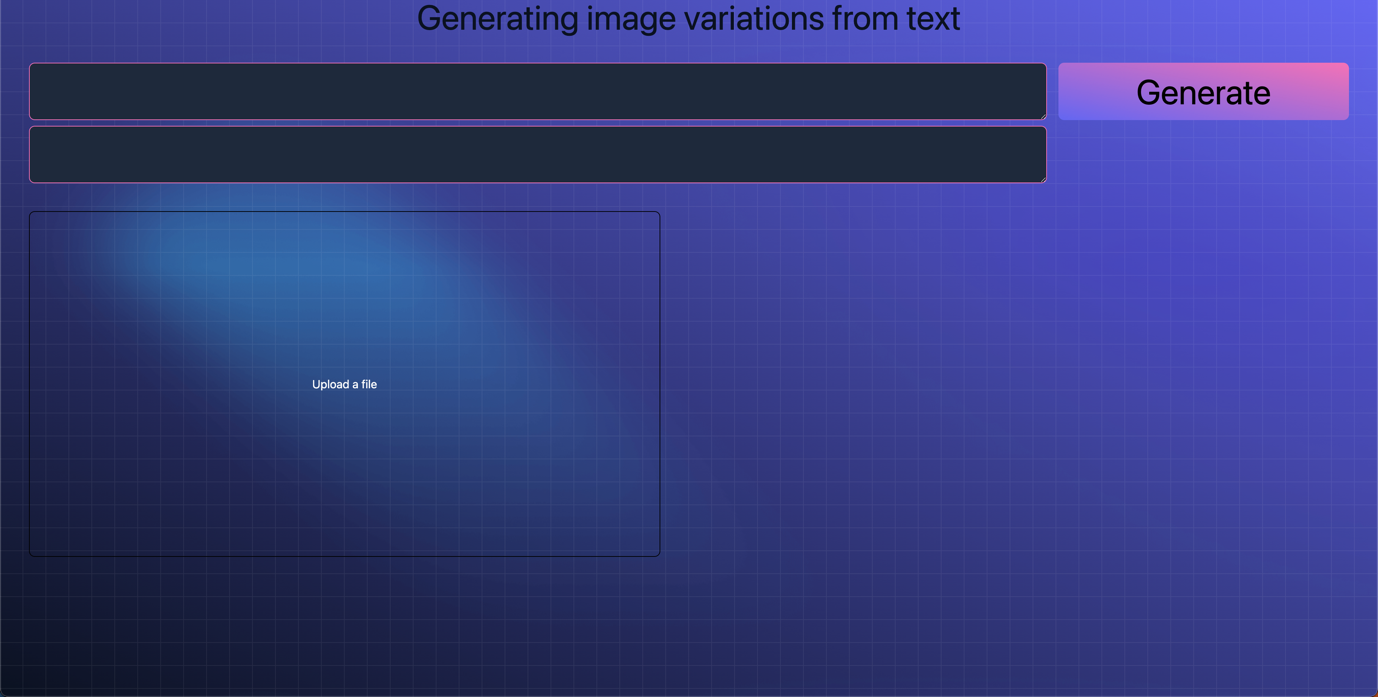 Generating image variations from text
Generate
Upload a file